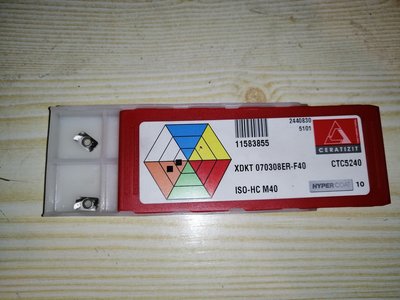 2440830
5101
11583855
CERATIZIT
XDKT 070308ER-F40
CTC5240
ISO-HC M40
HYPERCOAT
10